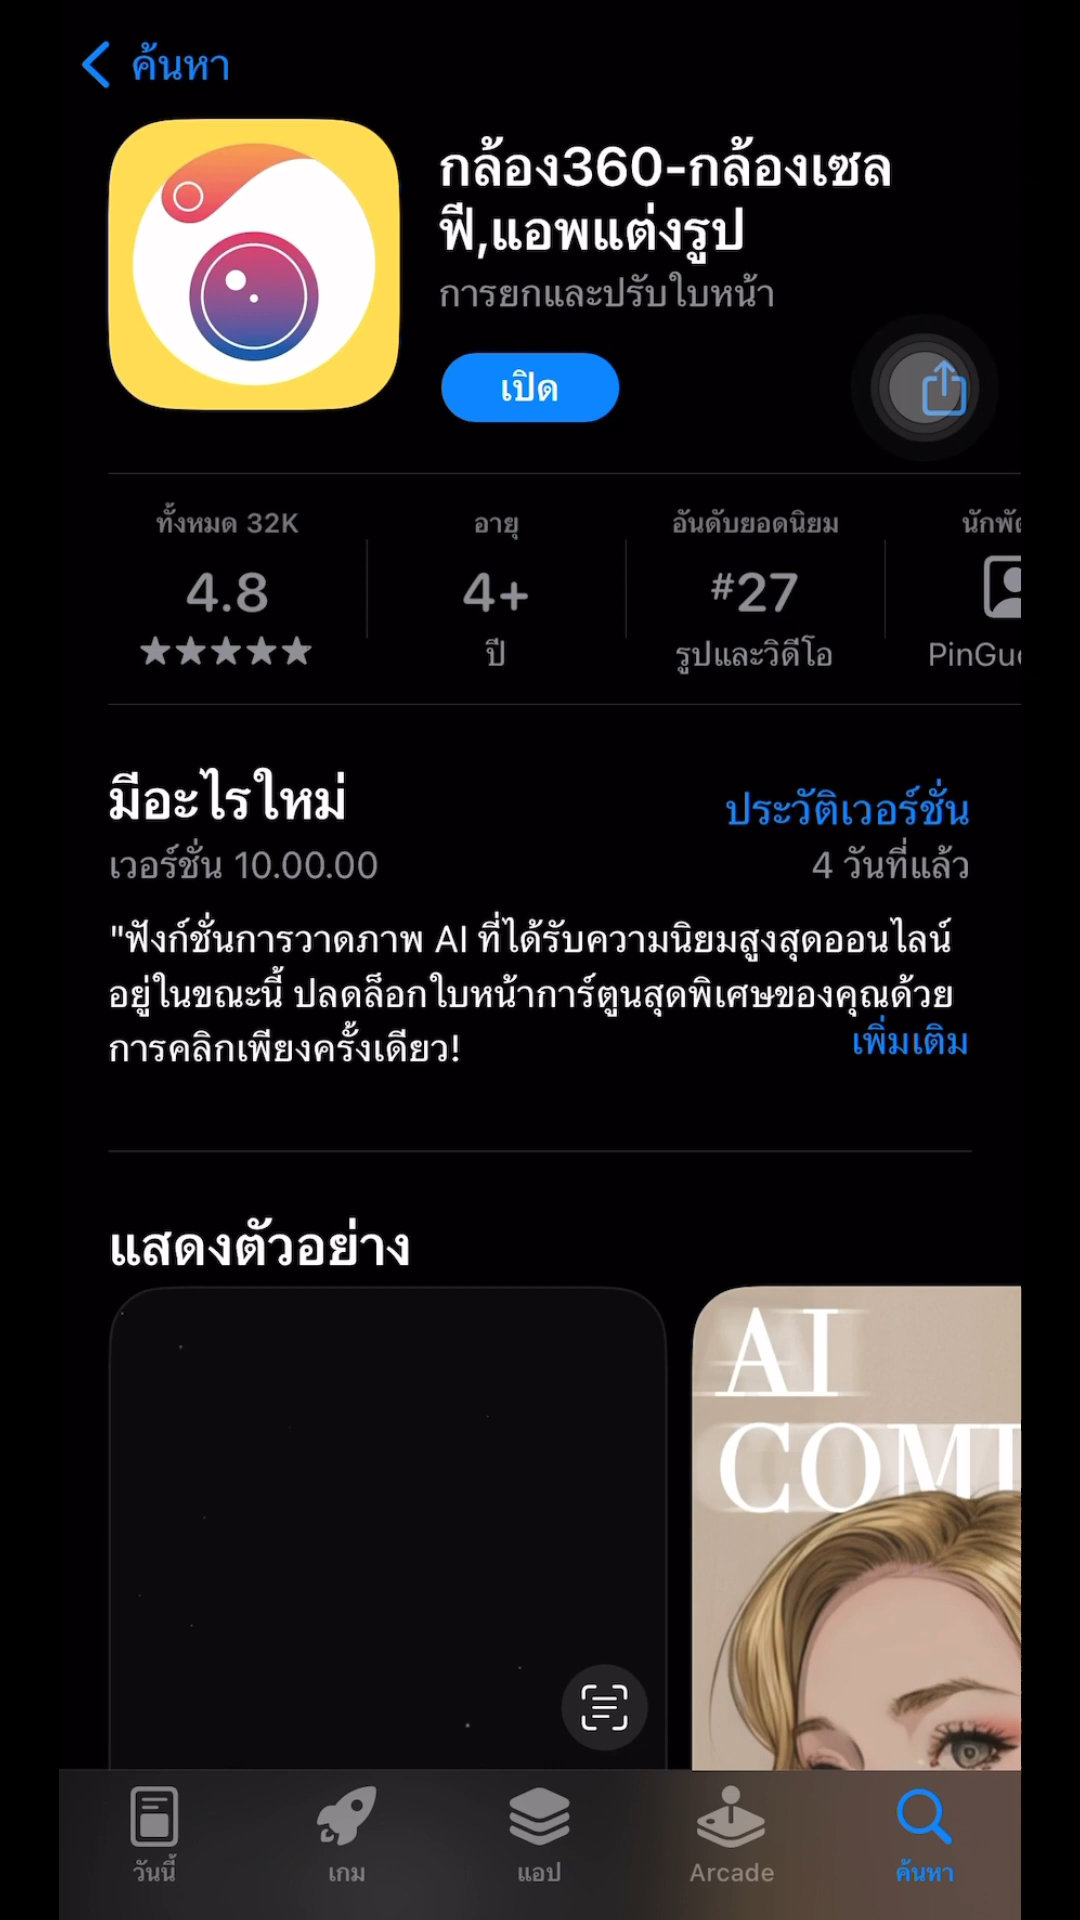 ค้นหา
กล้อง360-กล้องเซล
ฟี,แอพแต่งรูป
การยกและปรับใบหน้า
เปิด
ทั้งหมด 32K
4.8
อายุ
4+
ปี
อันดับยอดนิยม
#27
รูปและวิดีโอ
มีอะไรใหม่
ประวัติเวอร์ชั่น
เวอร์ชั่น 10.00.00
4 วันที่แล้ว
"ฟังก์ชั่นการวาดภาพ AI ที่ได้รับความนิยมสูงสุดออนไลน์
อยู่ในขณะนี้ ปลดล็อกใบหน้าการ์ตูนสุดพิเศษของคุณด้วย
การคลิกเพียงครั้งเดียว!
เพิ่มเติม
แสดงตัวอย่าง
AI
วันนี้
เกม
แอป
Arcade
ค้นหา